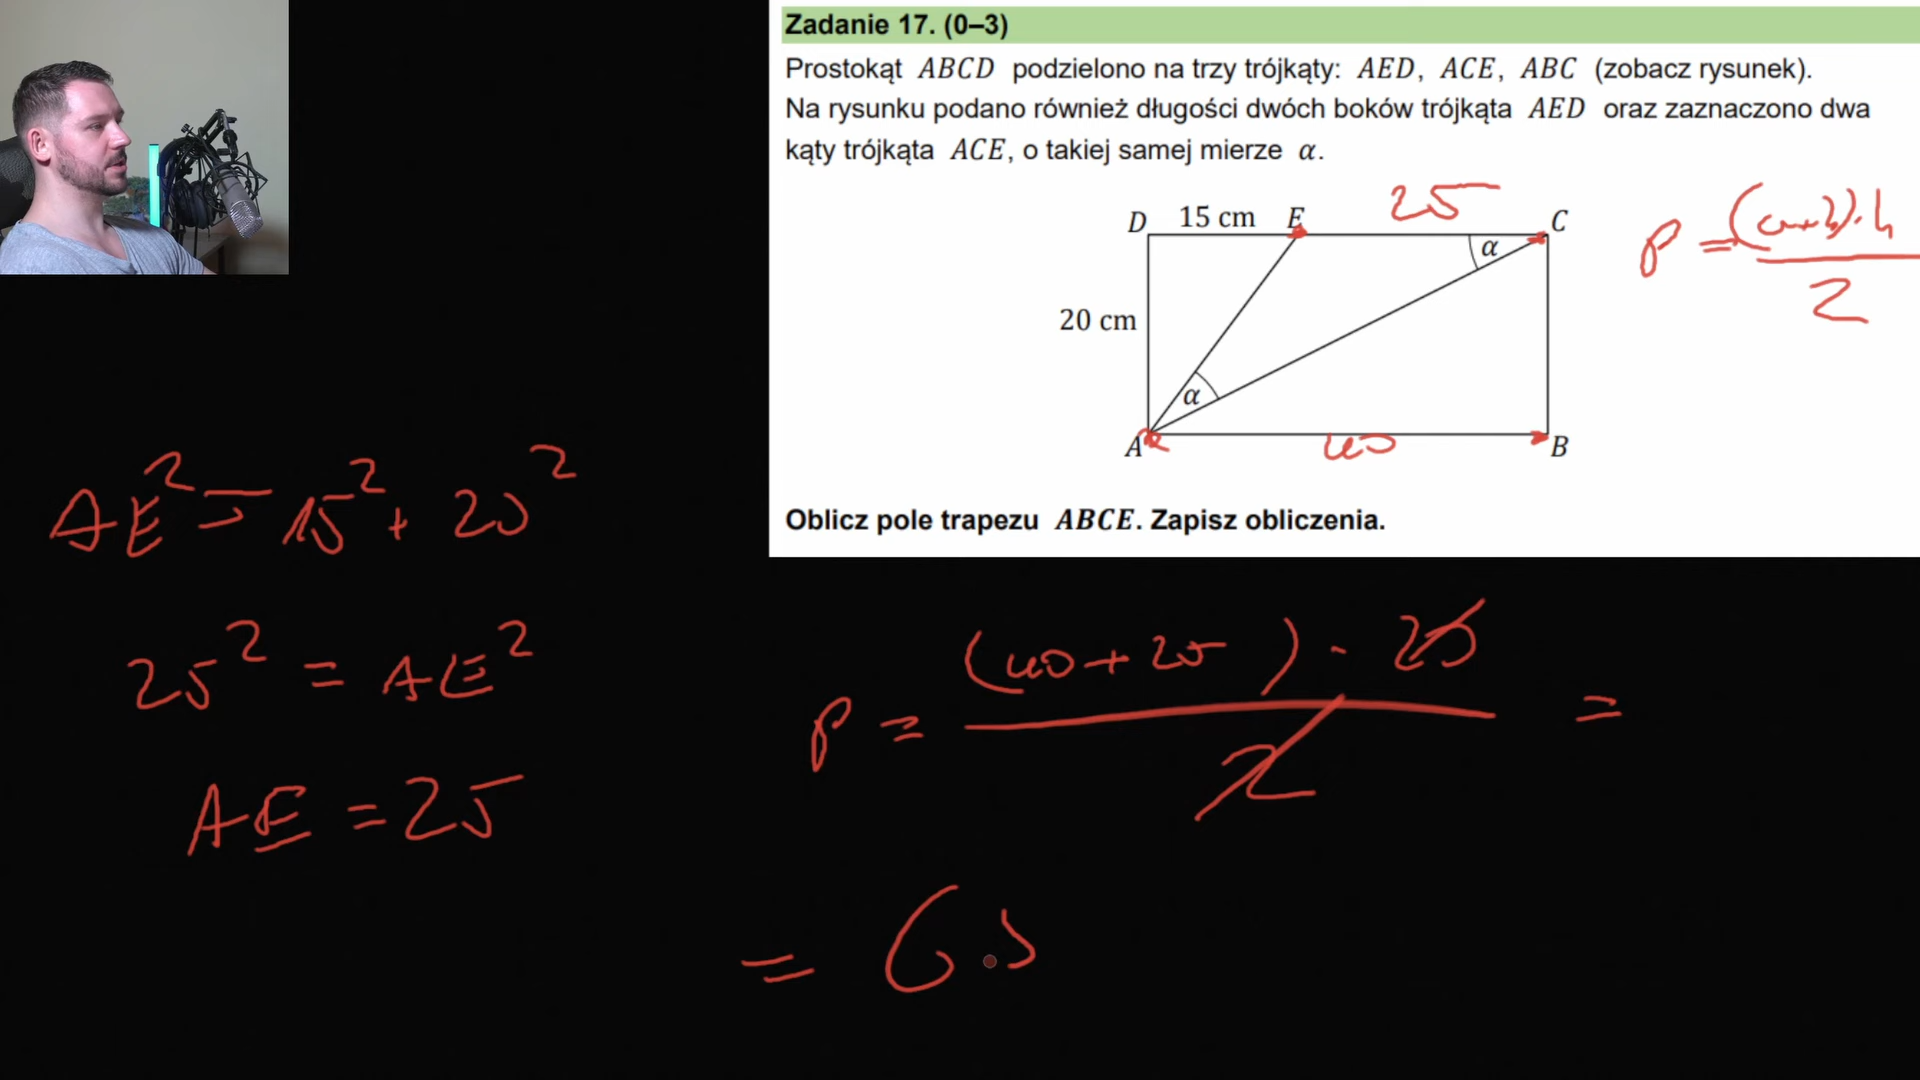 Zadanie 17. (0–3)
Prostokąt ABCD podzielono na trzy trójkąty: AED, ACE, ABC (zobacz rysunek).
Na rysunku podano również długości dwóch boków trójkąta AED oraz zaznaczono dwa
kąty trójkąta ACE, o takiej samej mierze α.
25
D 15 cm E C
α
P = (a+b)·h / 2
20 cm
α
A 40 B
Oblicz pole trapezu ABCE. Zapisz obliczenia.
AE² = 15² + 20²
25² = AE²
AE = 25
P = (40+25) · 20 / 2 =
= 65